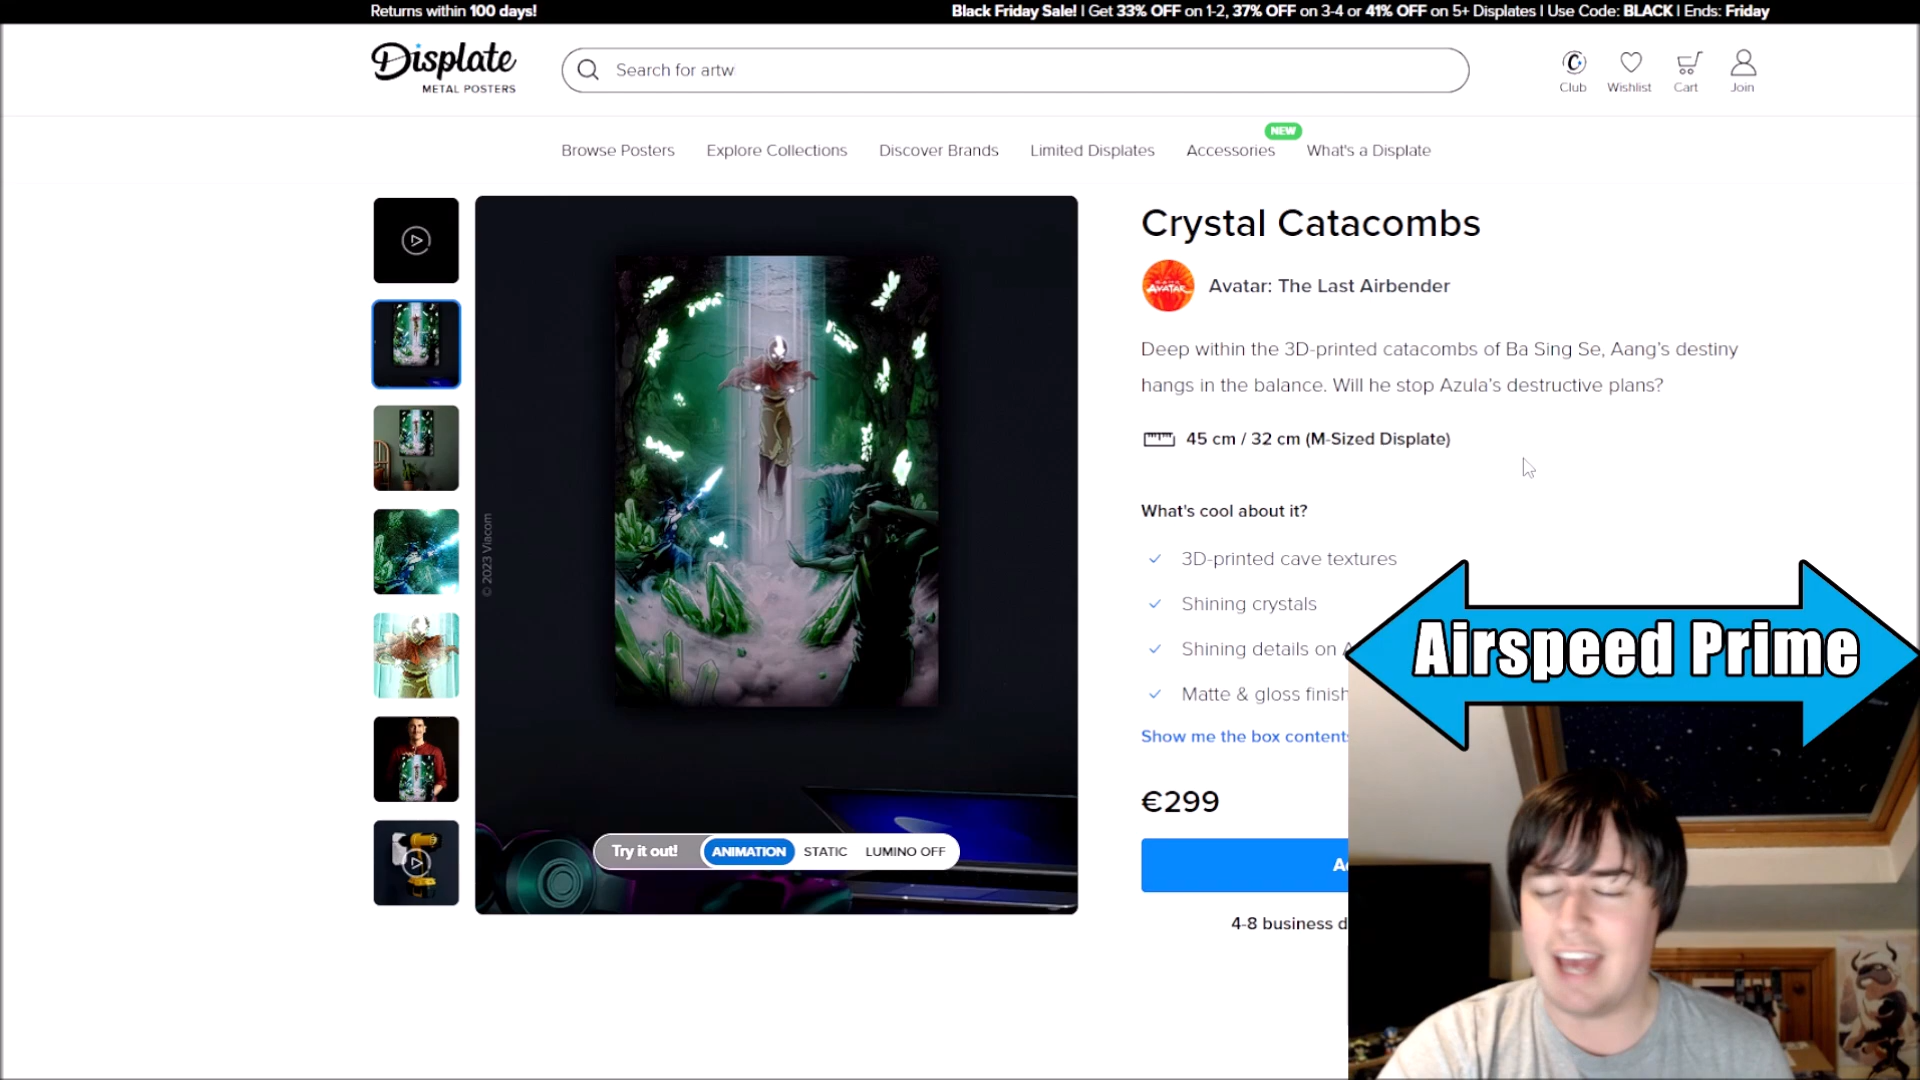 Returns within 100 days!
Black Friday Sale! | Get 33% OFF on 1-2, 37% OFF on 3-4 or 41% OFF on 5+ Displates | Use Code: BLACK | Ends: Friday
Displate
METAL POSTERS
Search for artw
Club
Wishlist
Cart
Join
NEW
Browse Posters
Explore Collections
Discover Brands
Limited Displates
Accessories
What's a Displate
Crystal Catacombs
AVATAR
Avatar: The Last Airbender
Deep within the 3D-printed catacombs of Ba Sing Se, Aang's destiny
hangs in the balance. Will he stop Azula's destructive plans?
45 cm / 32 cm (M-Sized Displate)
What's cool about it?
3D-printed cave textures
Shining crystals
Shining details on
Matte & gloss finish
Show me the box contents
€299
4-8 business d
© 2023 Viacom
Try it out!
ANIMATION
STATIC
LUMINO OFF
Airspeed Prime